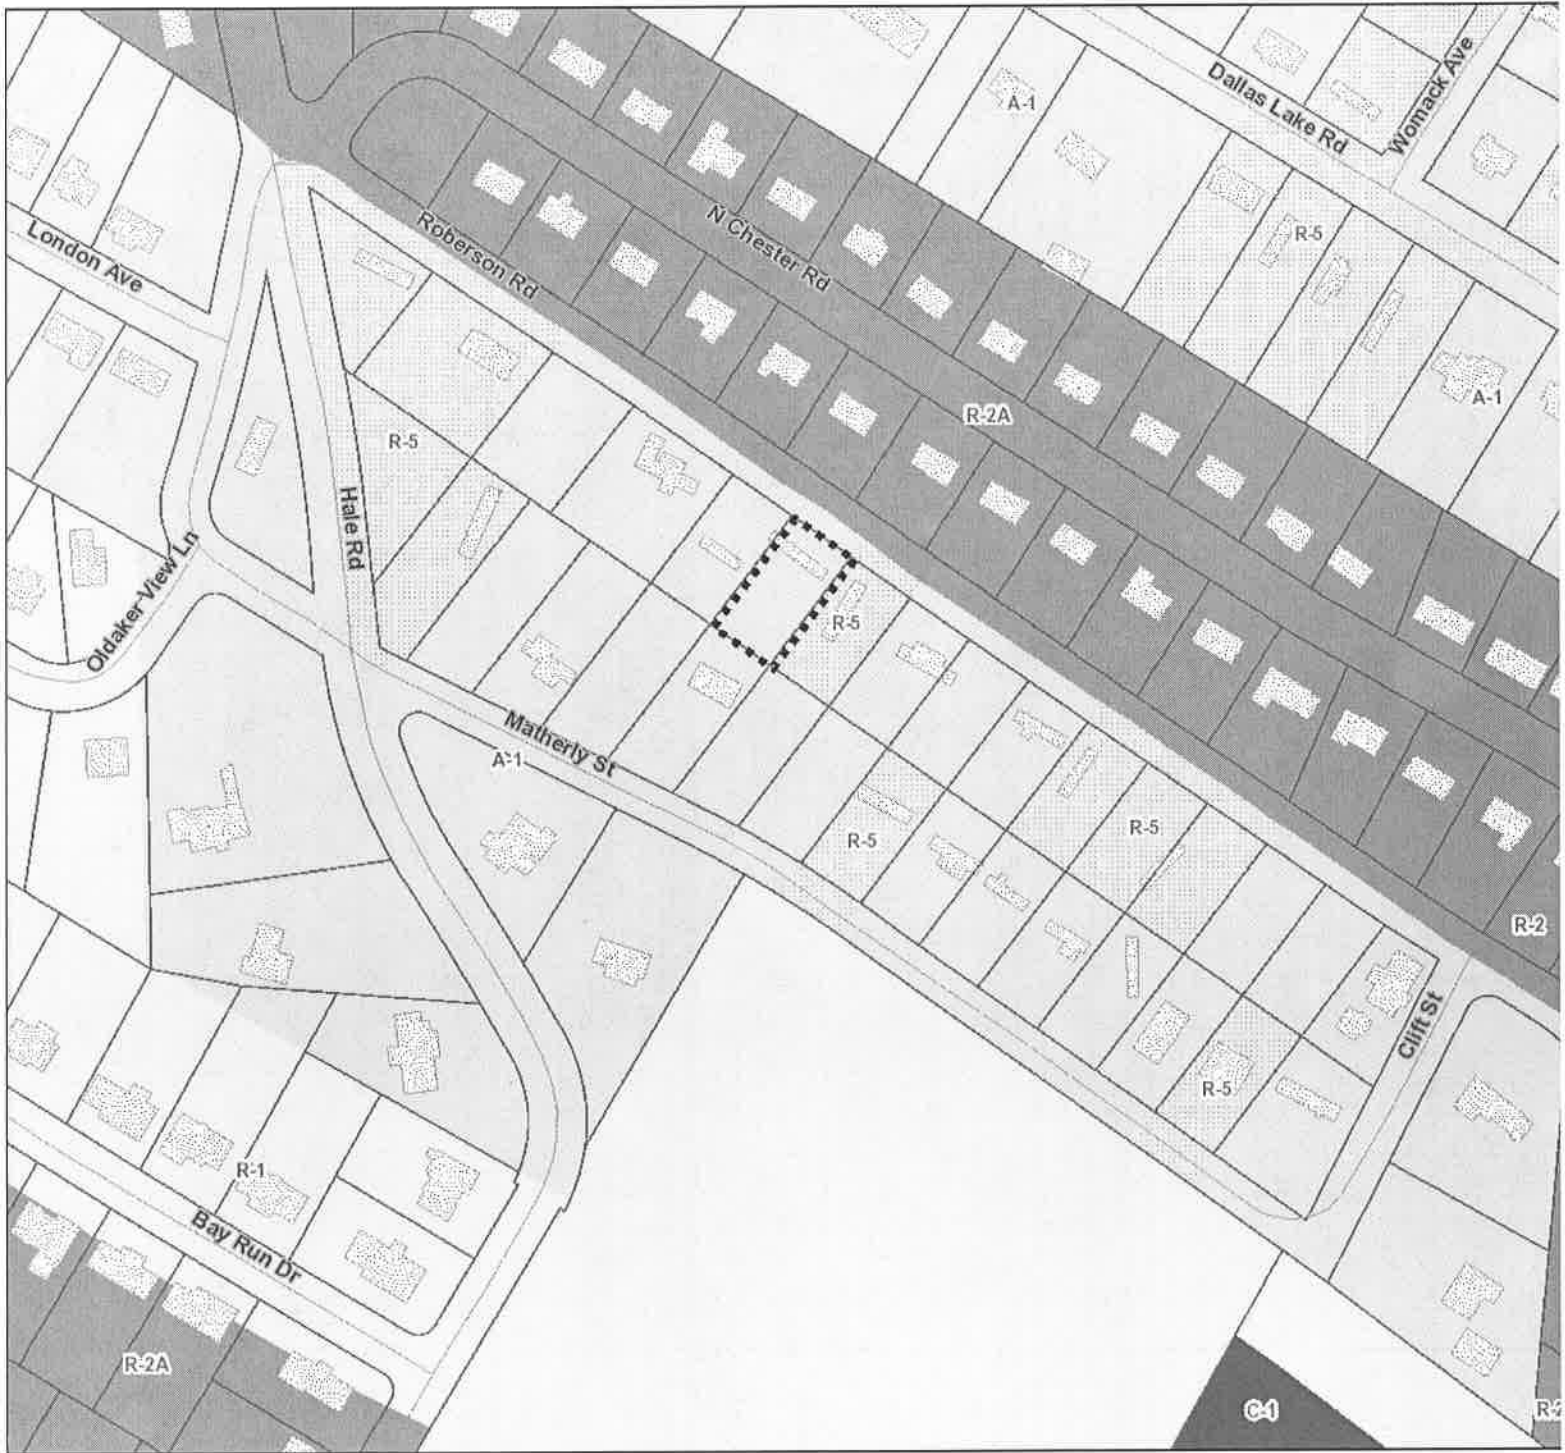 Womack Ave
Dallas Lake Rd
A-1
R-5
London Ave
Roberson Rd
N Chester Rd
A-1
R-2A
R-5
Hale Rd
Oldaker View Ln
R-5
Matherly St
A-1
R-5
R-5
R-2
Clift St
R-5
R-1
Bay Run Dr
R-2A
C-1